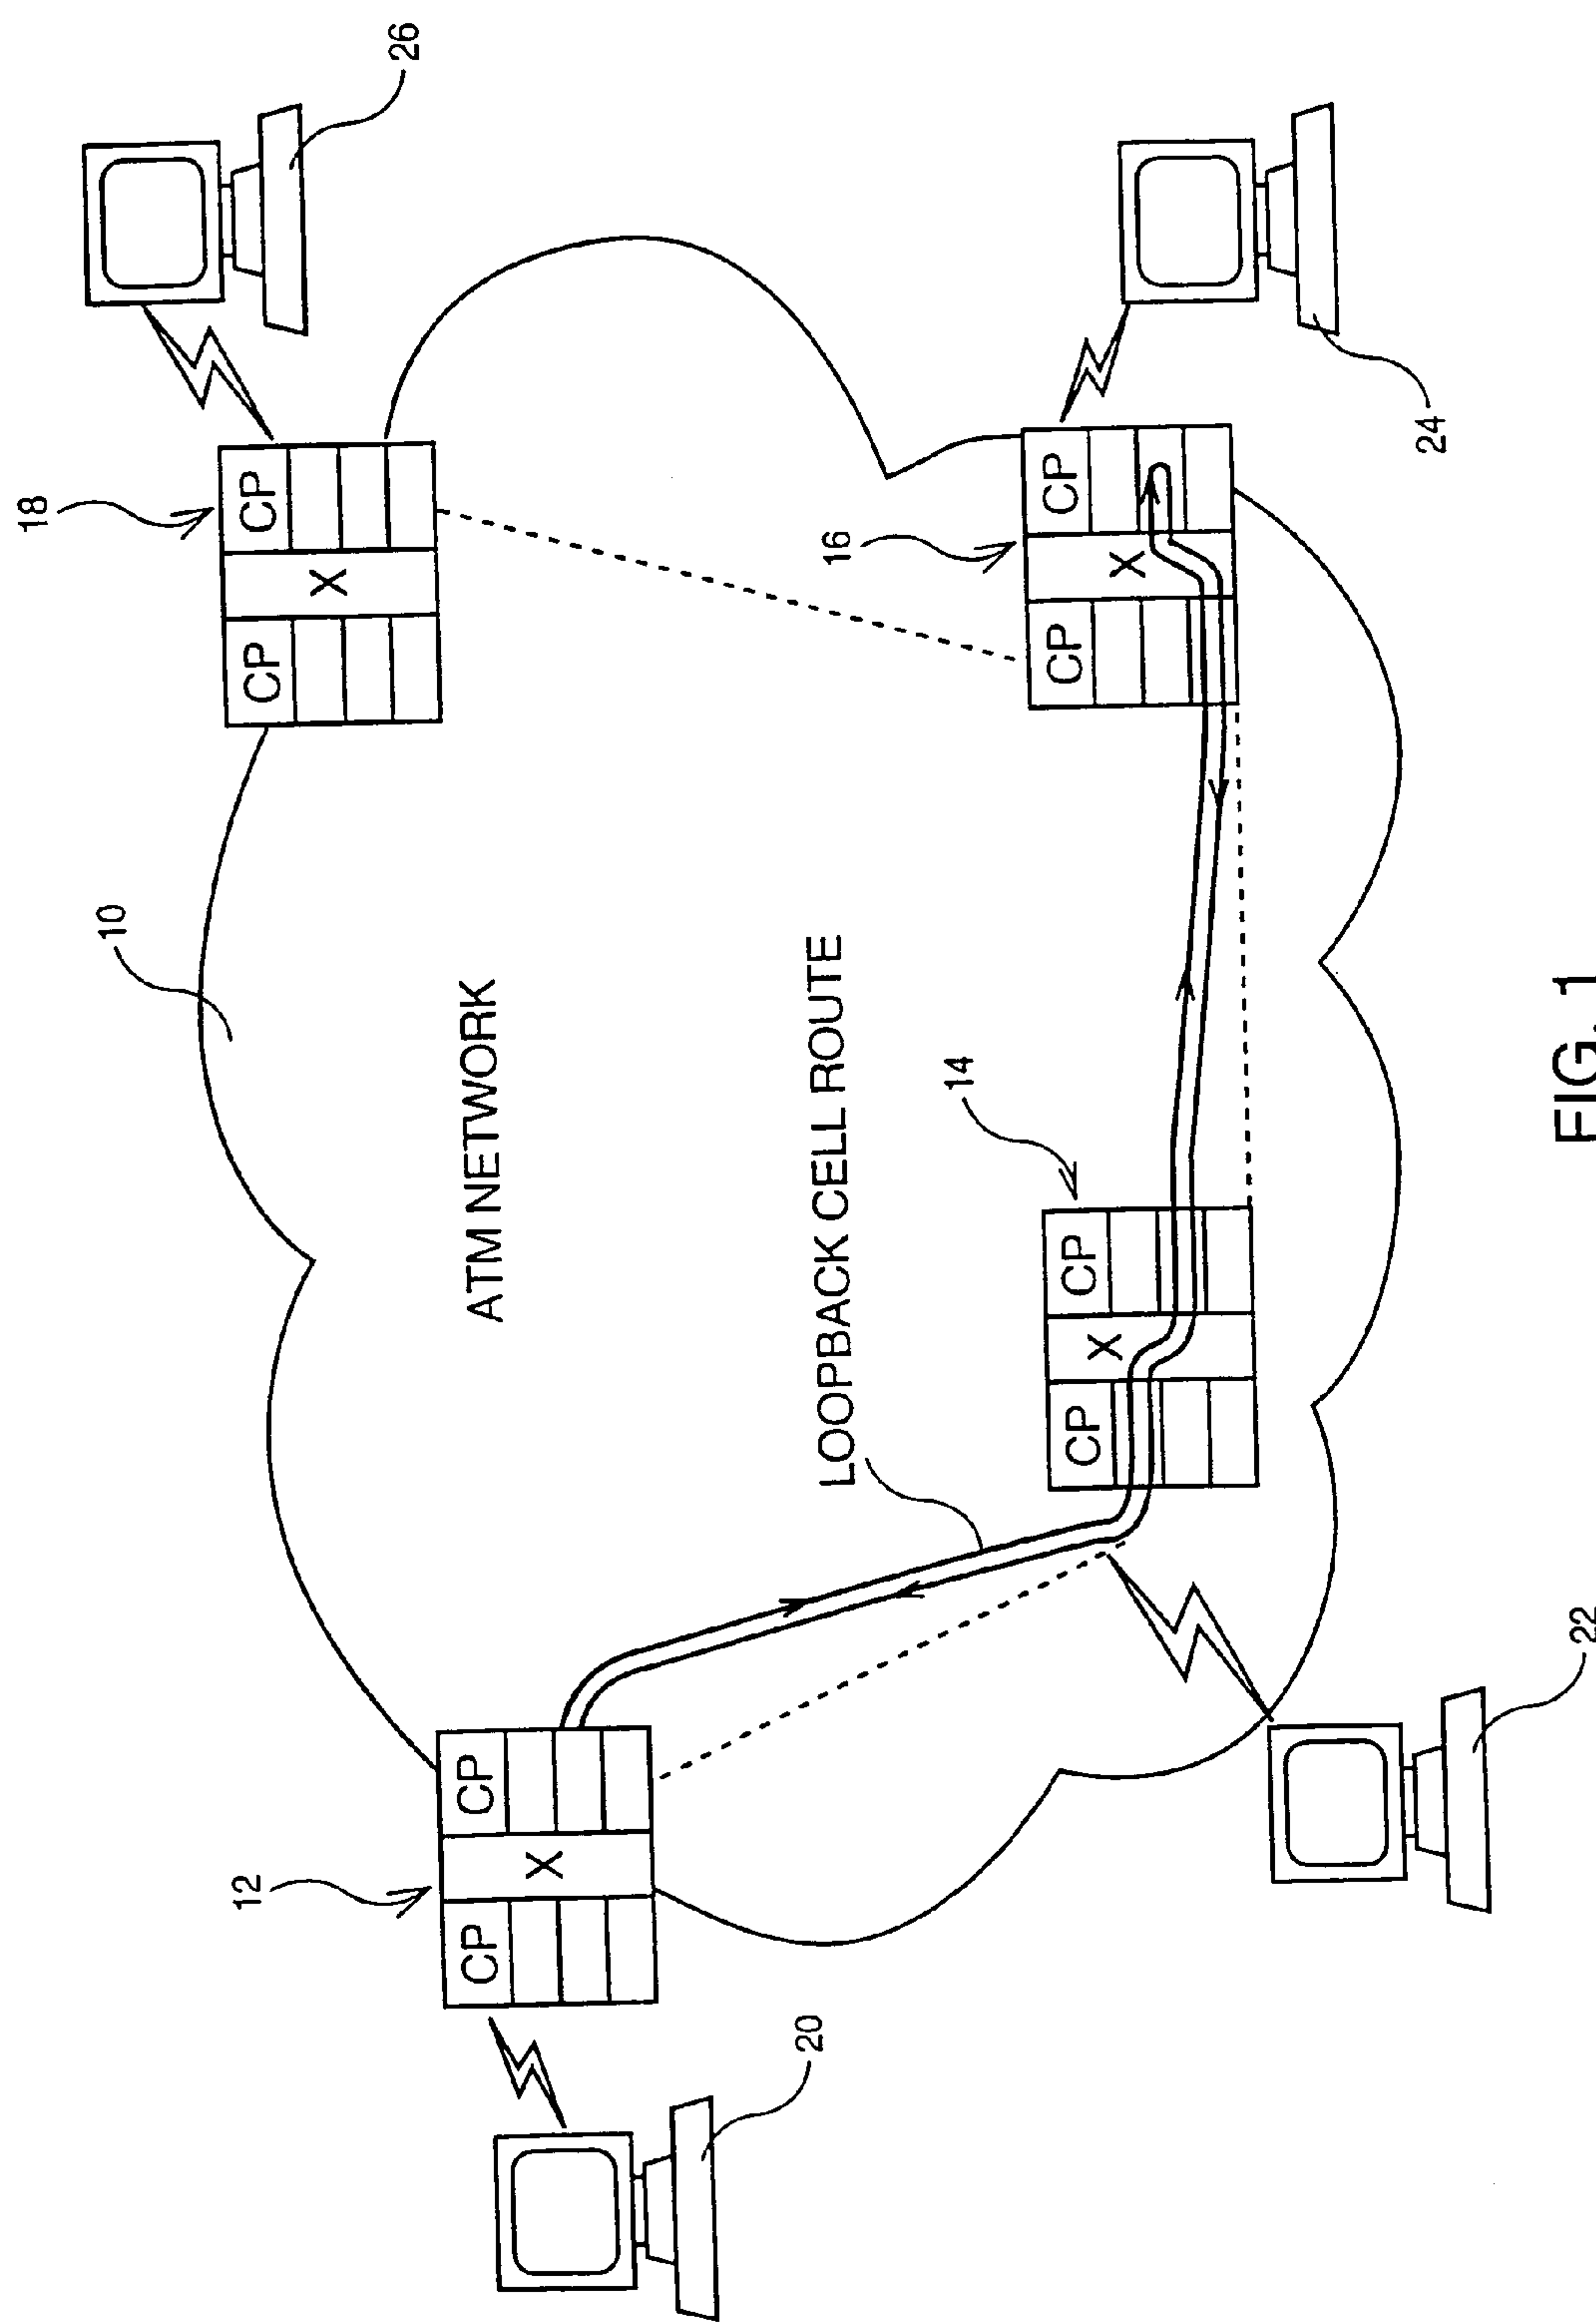 26
18
CP
X
CP
10
ATM NETWORK
LOOPBACK CELL ROUTE
16
CP
X
CP
24
14
CP
X
CP
12
CP
X
CP
20
22
FIG. 1